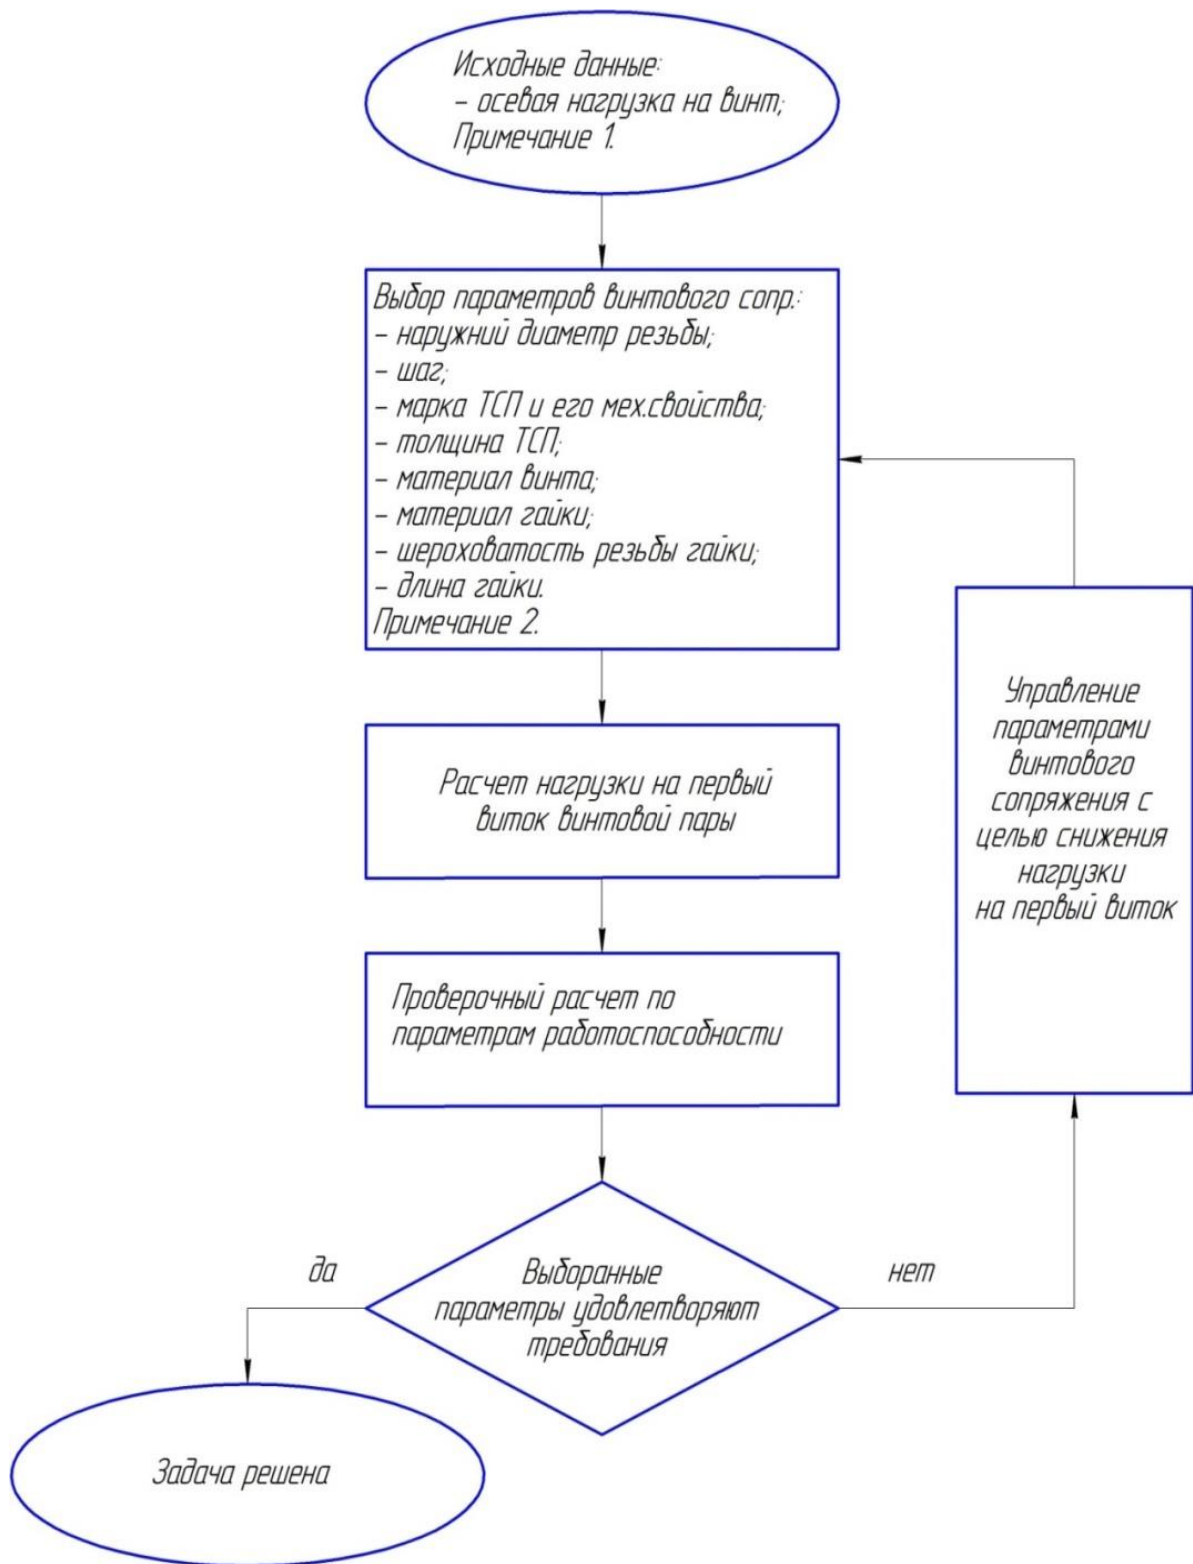 Исходные данные:
– осевая нагрузка на винт;
Примечание 1.
Выбор параметров винтового сопр.:
– наружний диаметр резьбы;
– шаг;
– марка ТСП и его мех.свойства;
– толщина ТСП;
– материал винта;
– материал гайки;
– шероховатость резьбы гайки;
– длина гайки.
Примечание 2.
Расчет нагрузки на первый
виток винтовой пары
Проверочный расчет по
параметрам работоспособности
Выборанные
параметры удовлетворяют
требования
да
нет
Управление
параметрами
винтового
сопряжения с
целью снижения
нагрузки
на первый виток
Задача решена